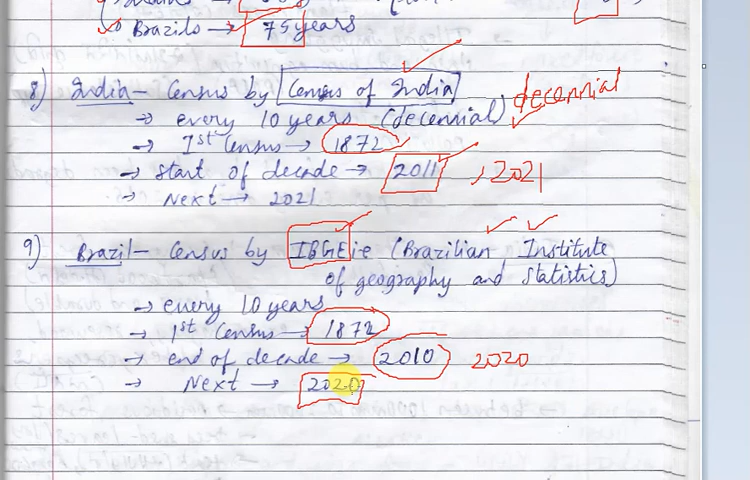 Brazils → 75 years
8) India – Census by Census of India
→ every 10 years (decennial) decennial
→ 1st Census → 1872
→ start of decade → 2011 , 2021
→ Next → 2021
9) Brazil – Census by IBGE ie (Brazilian Institute
of geography and Statistics)
→ every 10 years
→ 1st Census → 1872
→ end of decade → 2010 2020
→ Next → 2020